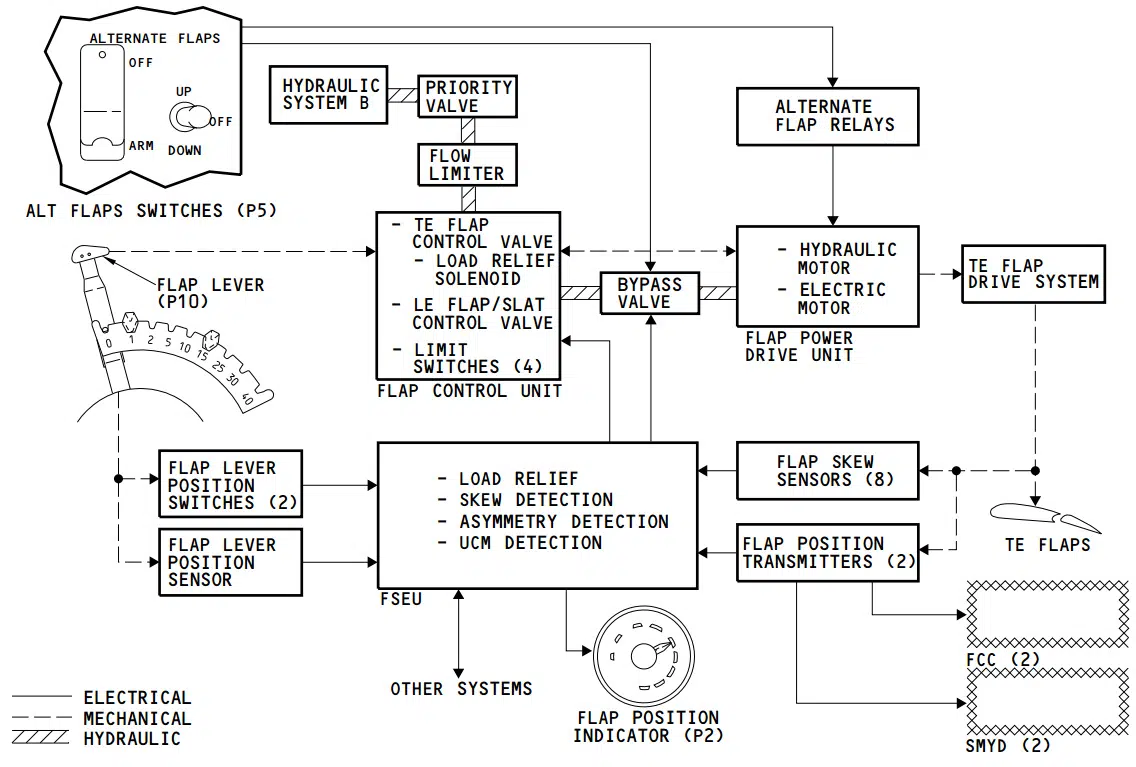 ALTERNATE FLAPS
OFF
UP
OFF
ARM
DOWN
ALT FLAPS SWITCHES (P5)
HYDRAULIC
SYSTEM B
PRIORITY
VALVE
FLOW
LIMITER
ALTERNATE
FLAP RELAYS
FLAP LEVER
(P10)
0 1 2 5 10 15 25 30 40
- TE FLAP
CONTROL VALVE
- LOAD RELIEF
SOLENOID
- LE FLAP/SLAT
CONTROL VALVE
- LIMIT
SWITCHES (4)
FLAP CONTROL UNIT
BYPASS
VALVE
- HYDRAULIC
MOTOR
- ELECTRIC
MOTOR
FLAP POWER
DRIVE UNIT
TE FLAP
DRIVE SYSTEM
FLAP LEVER
POSITION
SWITCHES (2)
FLAP LEVER
POSITION
SENSOR
- LOAD RELIEF
- SKEW DETECTION
- ASYMMETRY DETECTION
- UCM DETECTION
FSEU
FLAP SKEW
SENSORS (8)
FLAP POSITION
TRANSMITTERS (2)
TE FLAPS
FCC (2)
SMYD (2)
OTHER SYSTEMS
FLAP POSITION
INDICATOR (P2)
ELECTRICAL
MECHANICAL
HYDRAULIC